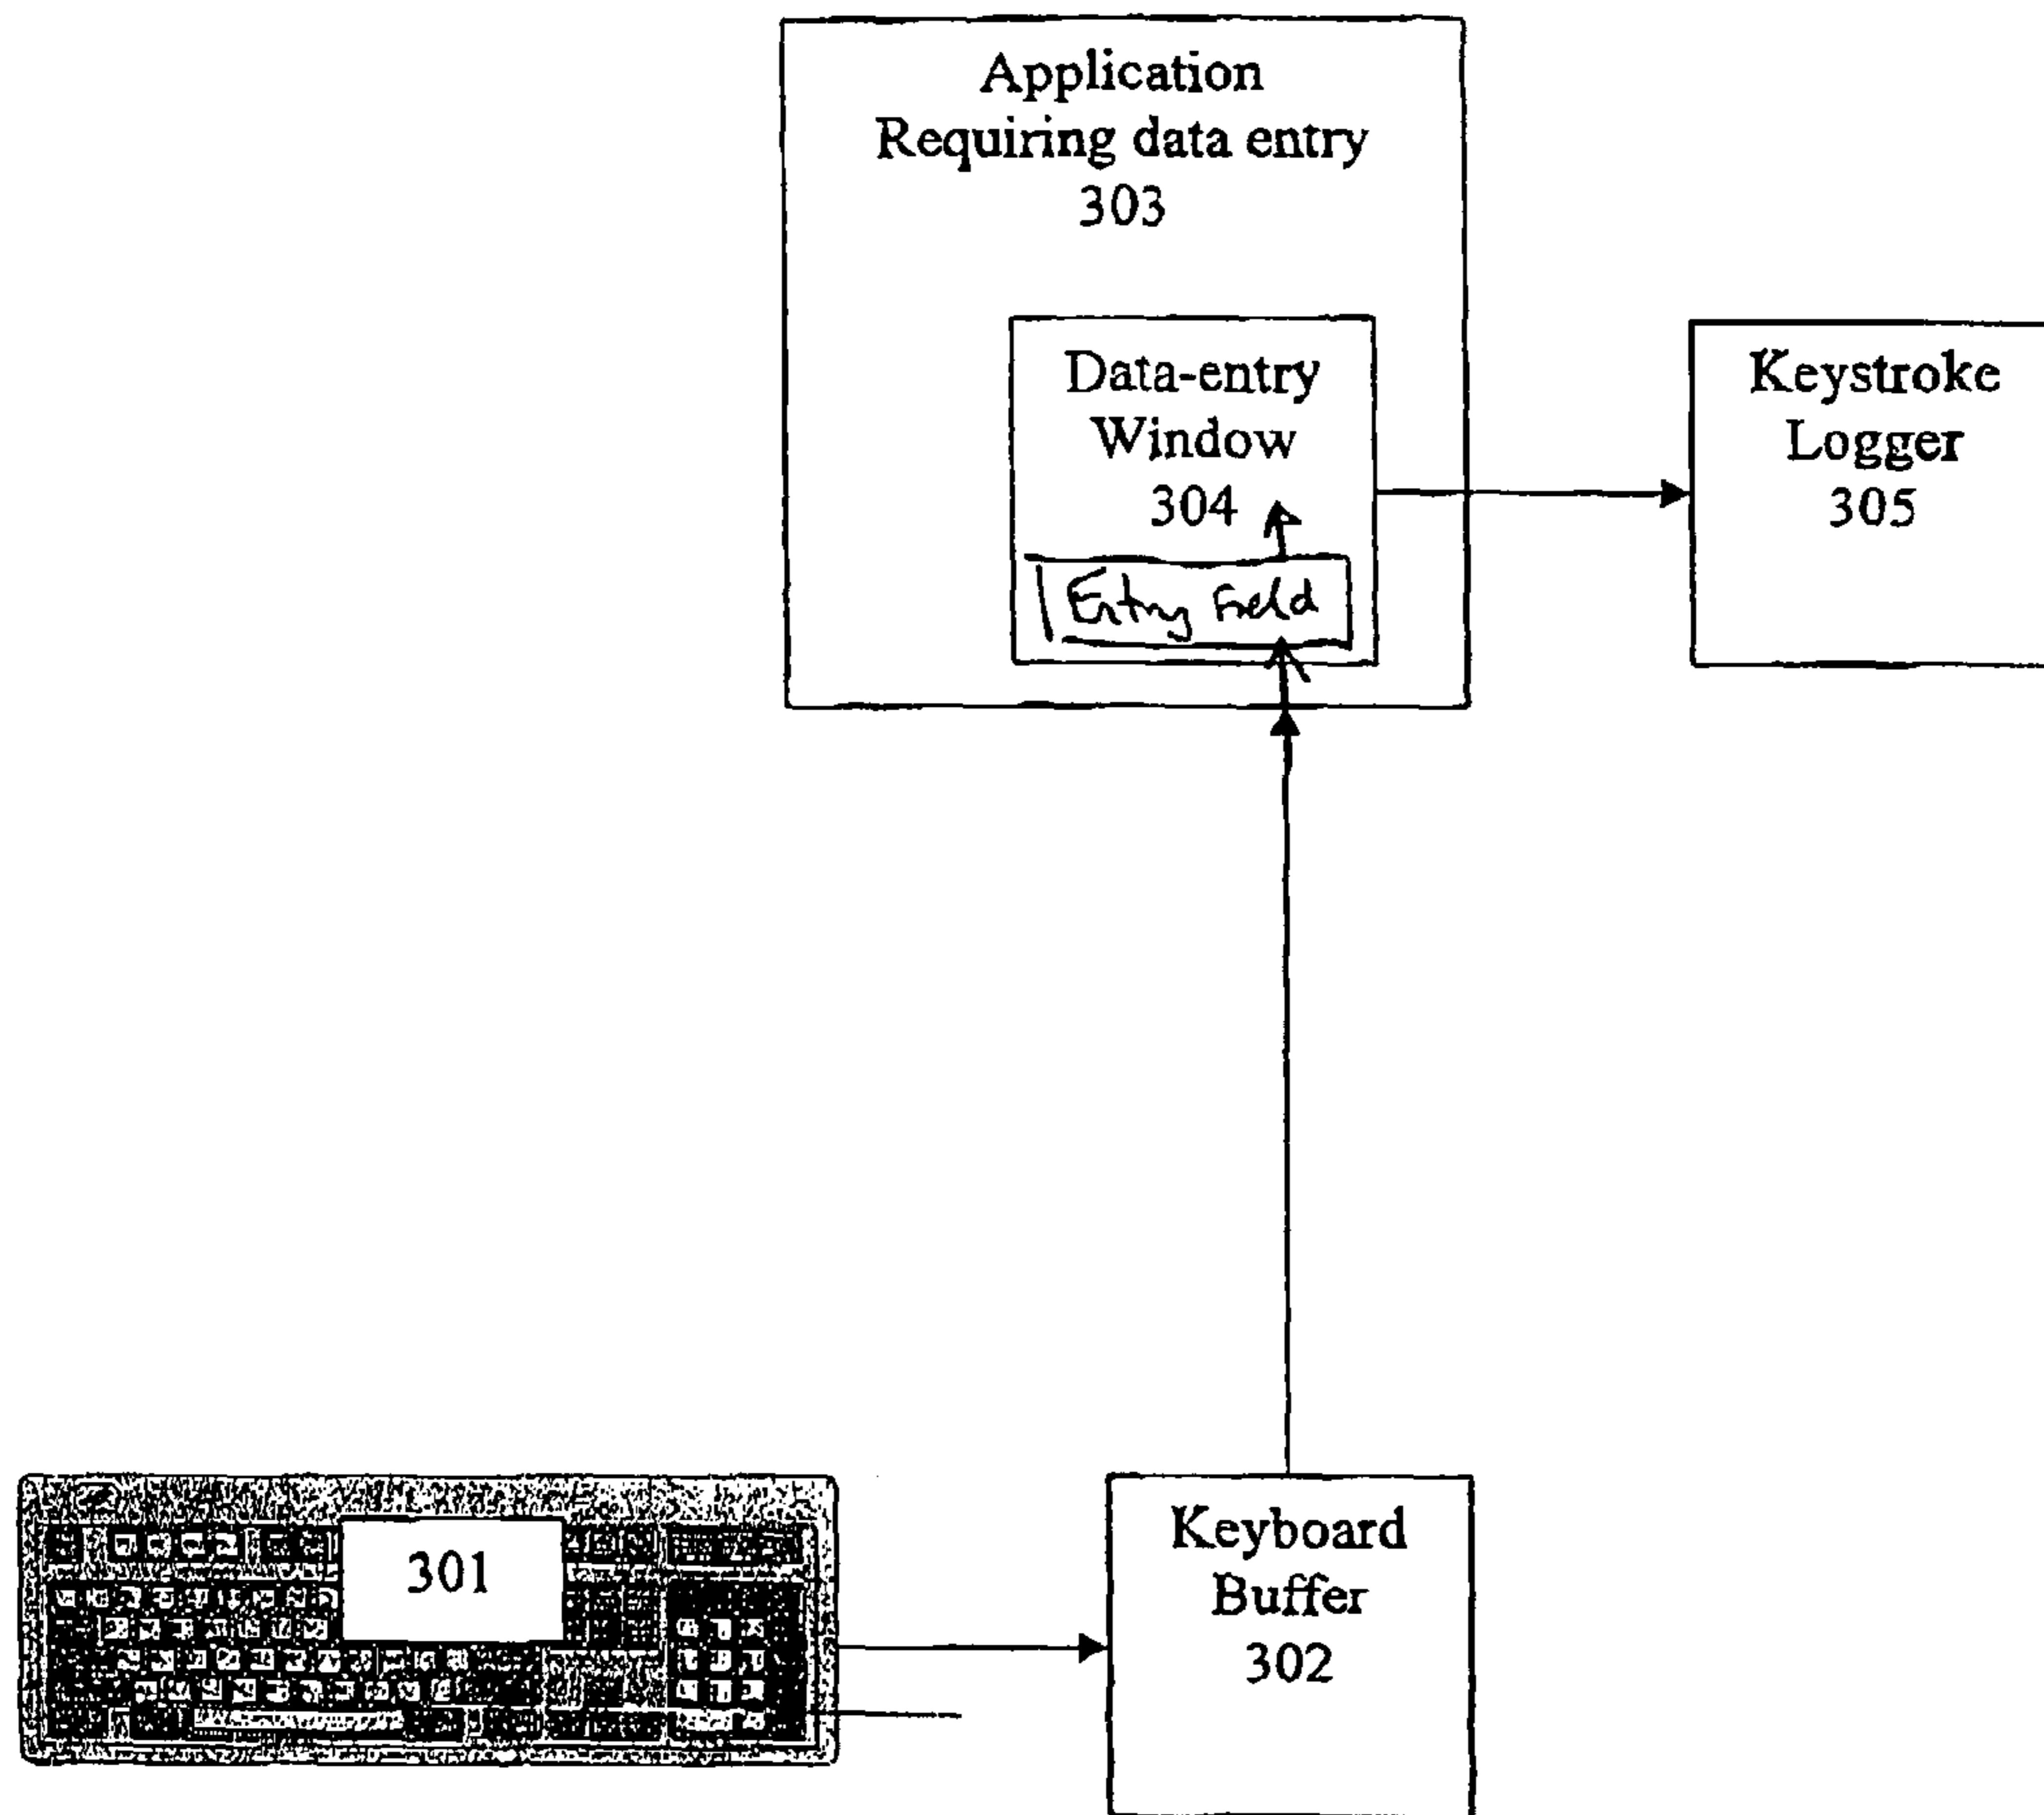 Application
Requiring data entry
303
Data-entry
Window
304
Entry Field
Keystroke
Logger
305
301
Keyboard
Buffer
302